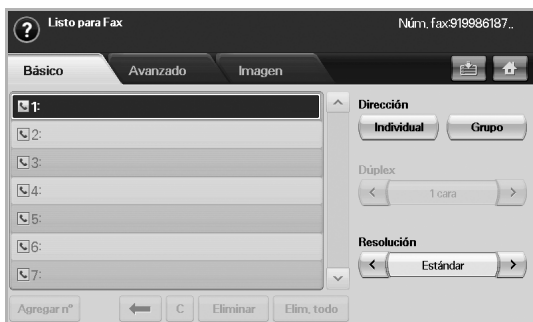 Listo para Fax
Núm. fax:919986187..
Básico
Avanzado
Imagen
1:
2:
3:
4:
5:
6:
7:
Dirección
Individual
Grupo
Dúplex
1 cara
Resolución
Estándar
Agregar nº
C
Eliminar
Elim. todo